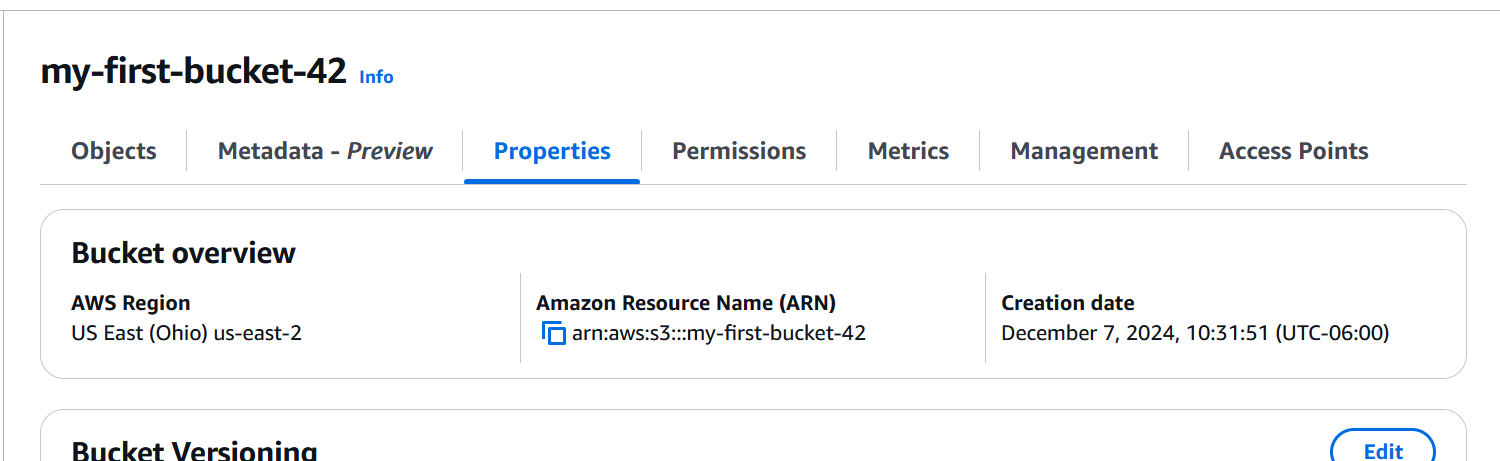 my-first-bucket-42 Info
Objects Metadata - Preview Properties Permissions Metrics Management Access Points
Bucket overview
AWS Region
US East (Ohio) us-east-2
Amazon Resource Name (ARN)
arn:aws:s3:::my-first-bucket-42
Creation date
December 7, 2024, 10:31:51 (UTC-06:00)
Bucket Versioning
Edit